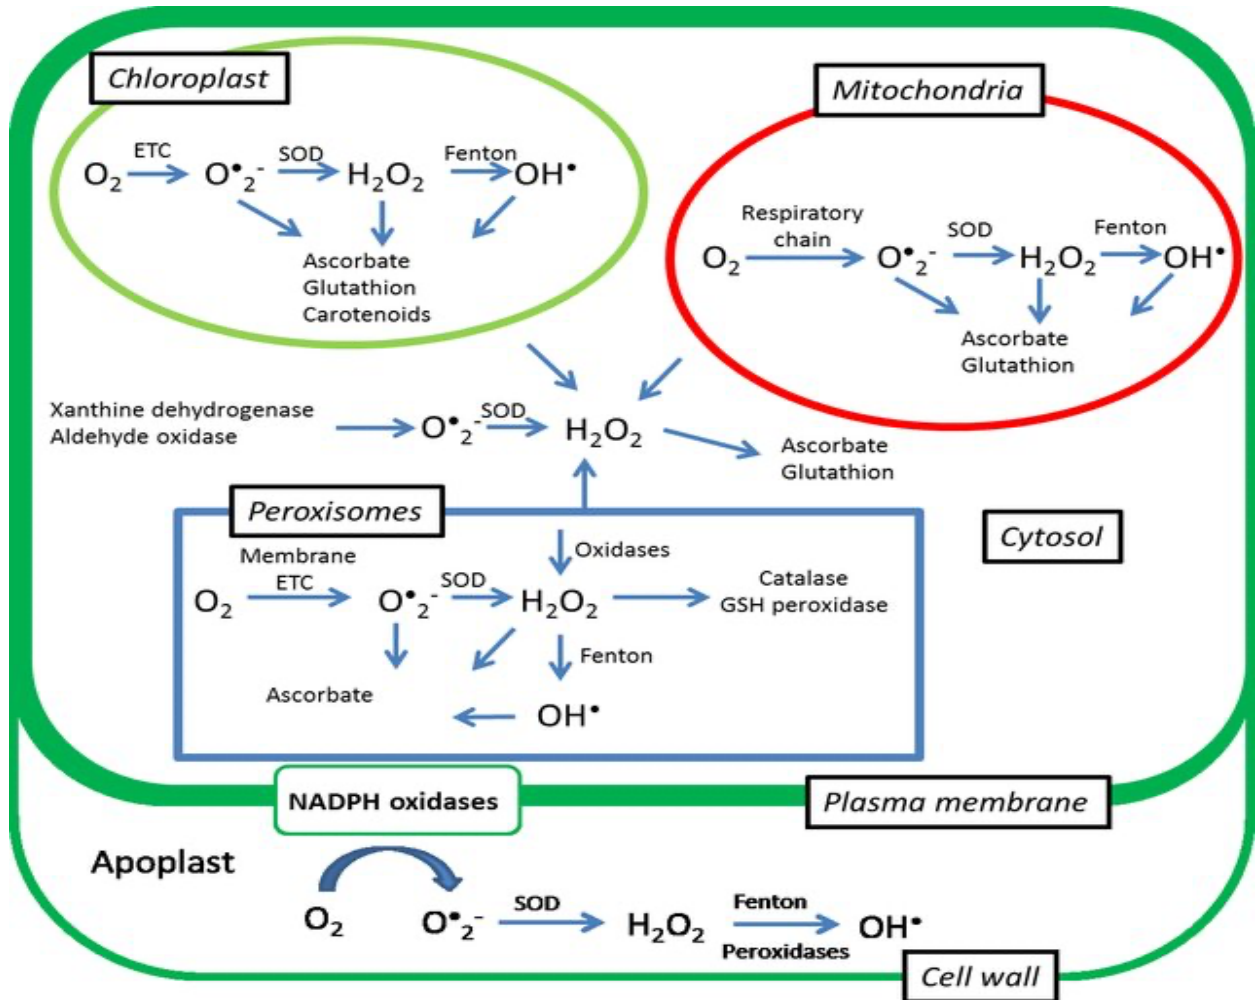 Chloroplast
O₂ ETC O•₂⁻ SOD H₂O₂ Fenton OH•
Ascorbate
Glutathion
Carotenoids
Mitochondria
Respiratory
chain
O₂ O•₂⁻ SOD H₂O₂ Fenton OH•
Ascorbate
Glutathion
Xanthine dehydrogenase
Aldehyde oxidase
O•₂⁻ SOD H₂O₂
Ascorbate
Glutathion
Peroxisomes
Cytosol
Oxidases
Membrane
ETC
O₂ O•₂⁻ SOD H₂O₂
Catalase
GSH peroxidase
Fenton
Ascorbate
OH•
NADPH oxidases
Plasma membrane
Apoplast
O₂ O•₂⁻ SOD H₂O₂ Fenton OH•
Peroxidases
Cell wall